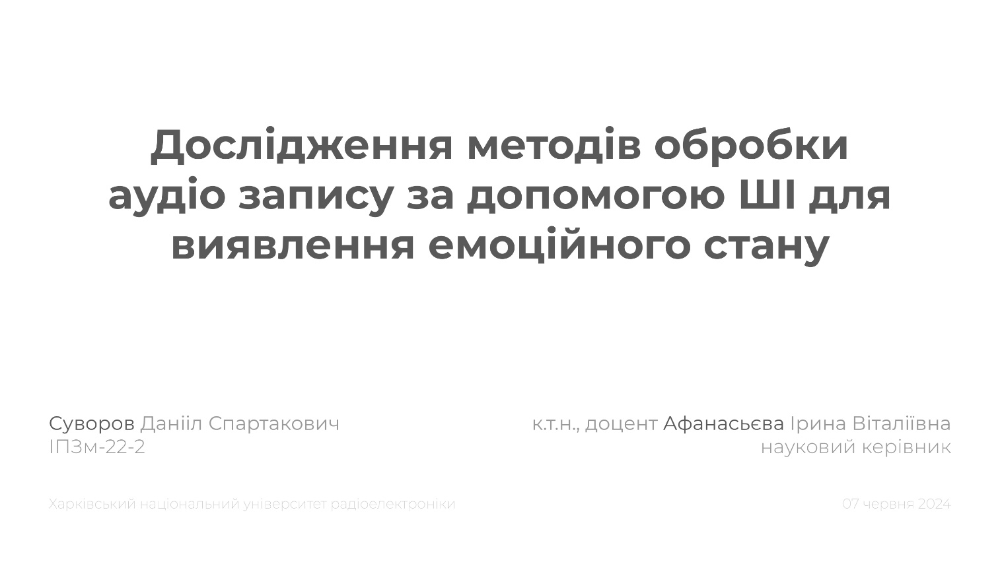 Дослідження методів обробки
аудіо запису за допомогою ШІ для
виявлення емоційного стану
Суворов Данііл Спартакович
ІПЗм-22-2
к.т.н., доцент Афанасьєва Ірина Віталіївна
науковий керівник
Харківський національний університет радіоелектроніки
07 червня 2024